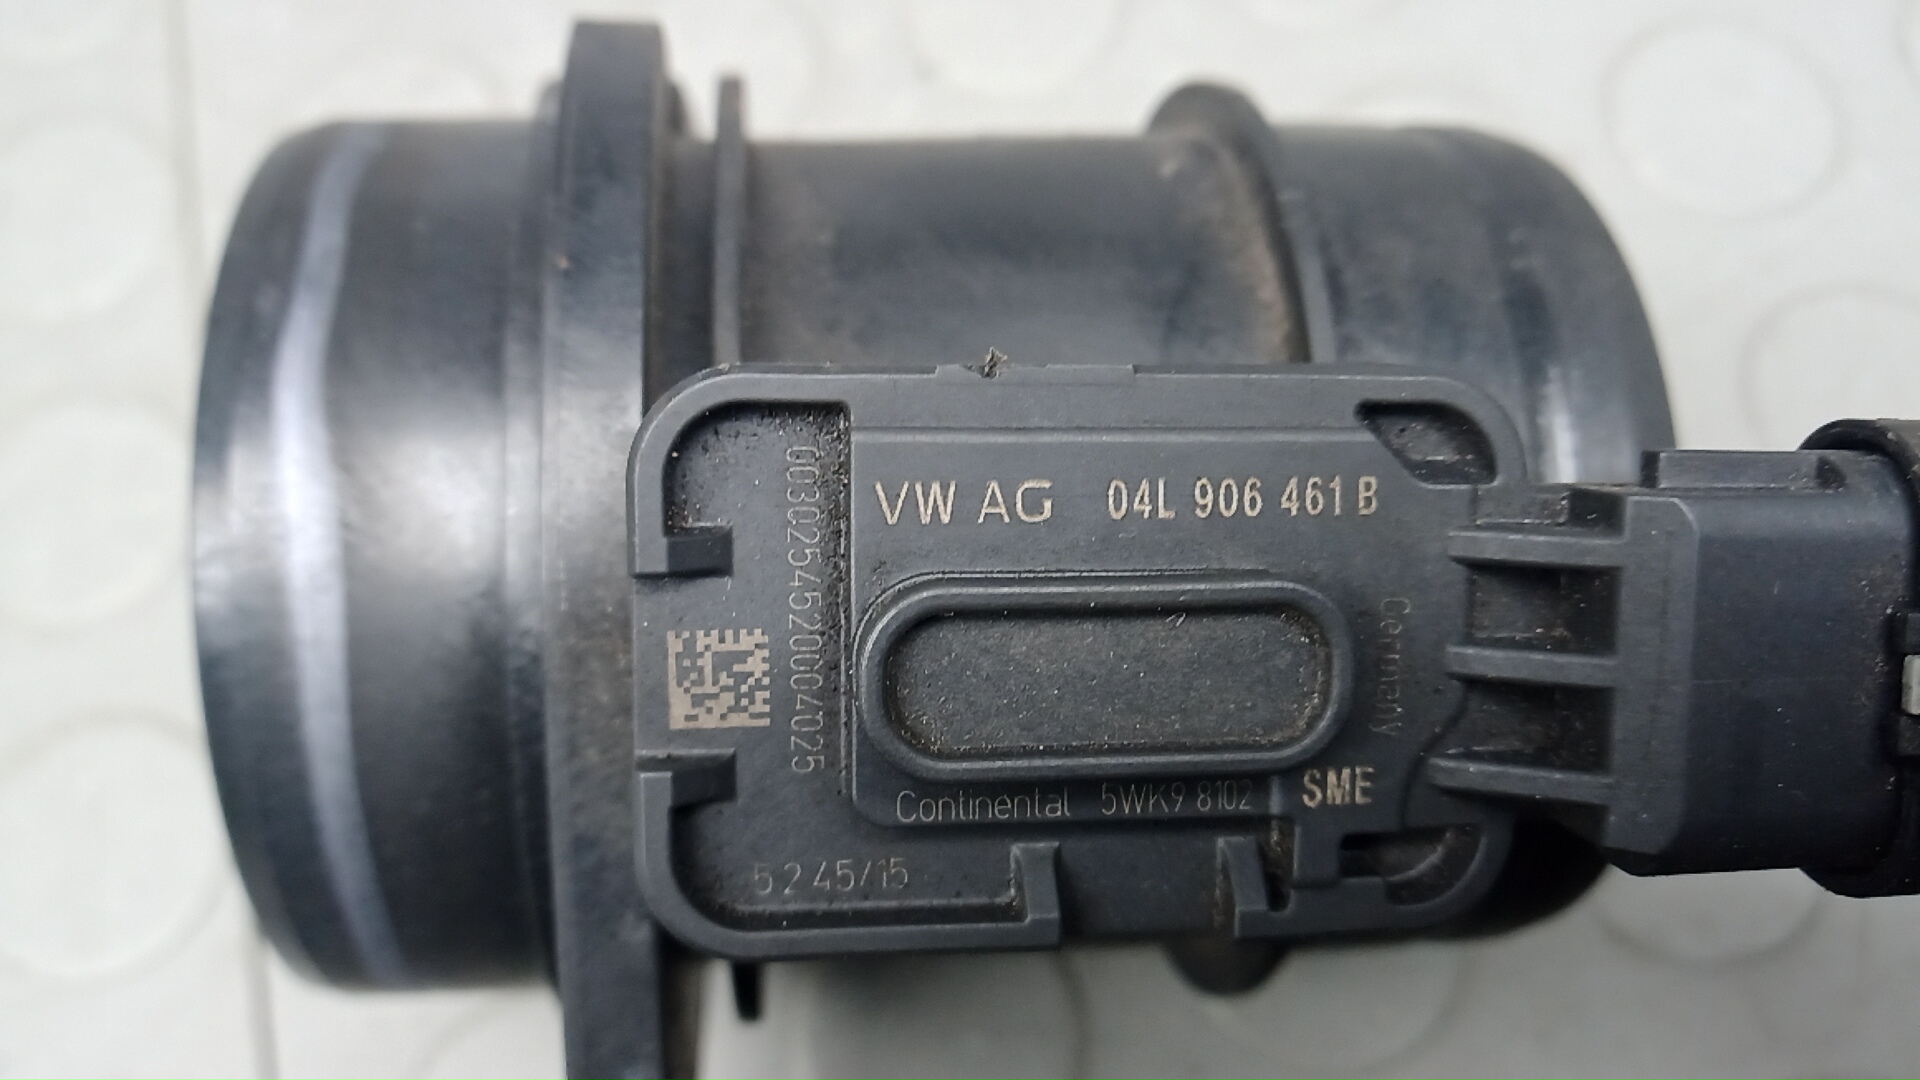 VW AG 04L 906 461 B
0030254520004025
Germany
Continental 5WK9 8102
SME
5 2 45/15